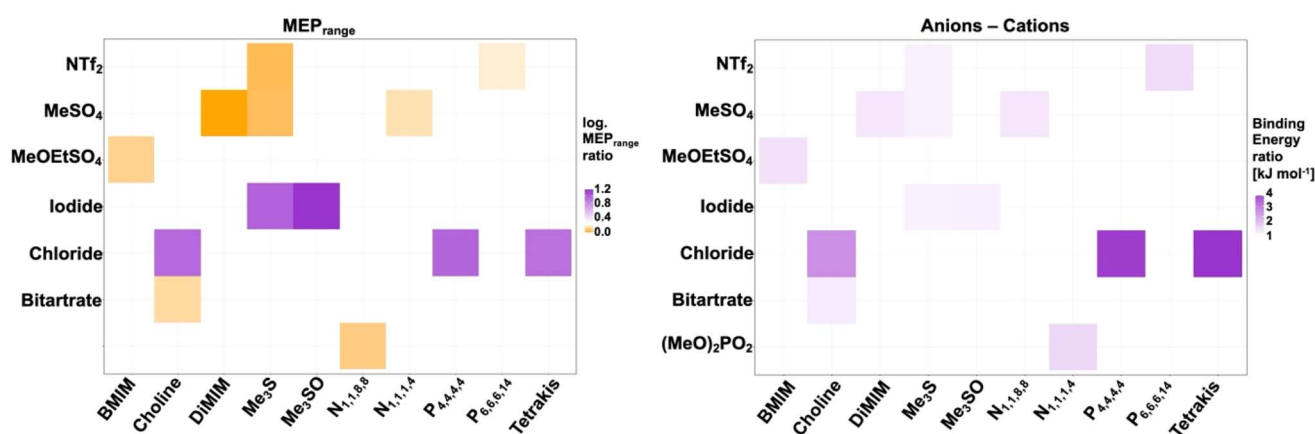 MEPrange
NTf2
MeSO4
MeOEtSO4
Iodide
Chloride
Bitartrate
BMIM
Choline
DiMIM
Me3S
Me3SO
N1,1,8,8
N1,1,1,4
P4,4,4,4
P6,6,6,14
Tetrakis
log.
MEPrange
ratio
1.2
0.8
0.4
0.0
Anions – Cations
NTf2
MeSO4
MeOEtSO4
Iodide
Chloride
Bitartrate
(MeO)2PO2
BMIM
Choline
DiMIM
Me3S
Me3SO
N1,1,8,8
N1,1,1,4
P4,4,4,4
P6,6,6,14
Tetrakis
Binding
Energy
ratio
[kJ mol-1]
4
3
2
1